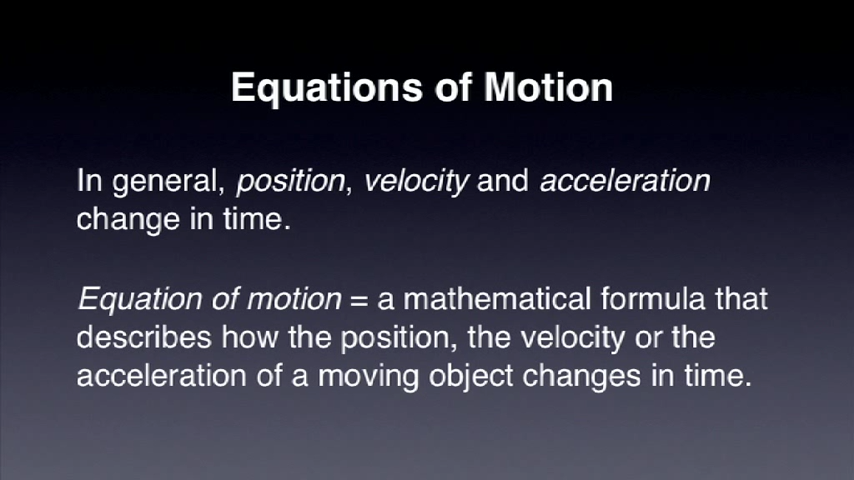 Equations of Motion
In general, position, velocity and acceleration
change in time.
Equation of motion = a mathematical formula that
describes how the position, the velocity or the
acceleration of a moving object changes in time.